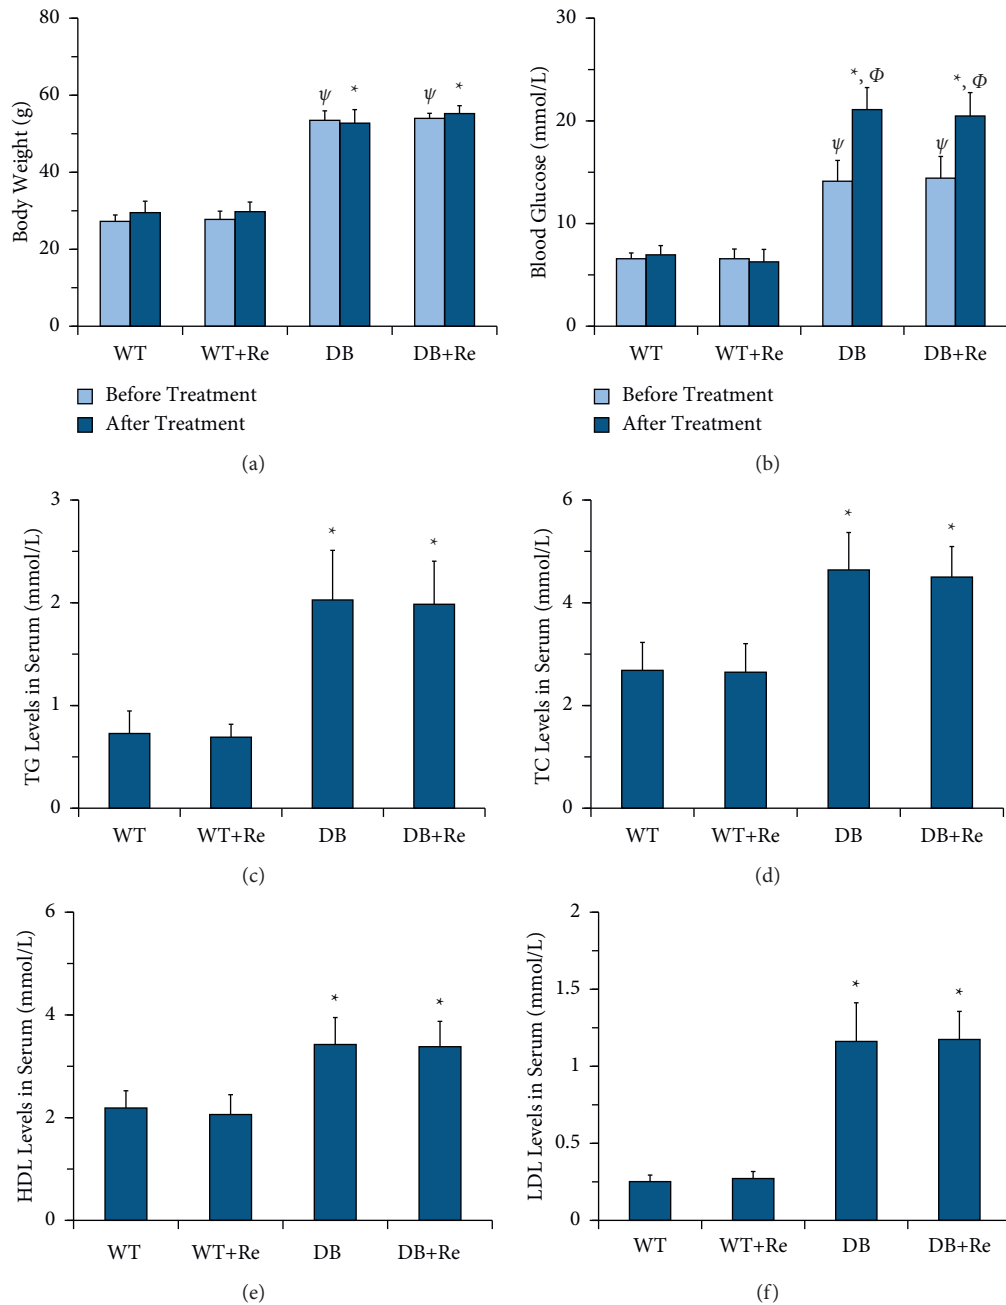 Body Weight (g)
80
60
40
20
0
ψ
*
ψ
*
WT
WT+Re
DB
DB+Re
Before Treatment
After Treatment
(a)
Blood Glucose (mmol/L)
30
20
10
0
ψ
*, Φ
ψ
*, Φ
WT
WT+Re
DB
DB+Re
Before Treatment
After Treatment
(b)
TG Levels in Serum (mmol/L)
3
2
1
0
*
*
WT
WT+Re
DB
DB+Re
(c)
TC Levels in Serum (mmol/L)
6
4
2
0
*
*
WT
WT+Re
DB
DB+Re
(d)
HDL Levels in Serum (mmol/L)
6
4
2
0
*
*
WT
WT+Re
DB
DB+Re
(e)
LDL Levels in Serum (mmol/L)
2
1.5
1
0.5
0
*
*
WT
WT+Re
DB
DB+Re
(f)